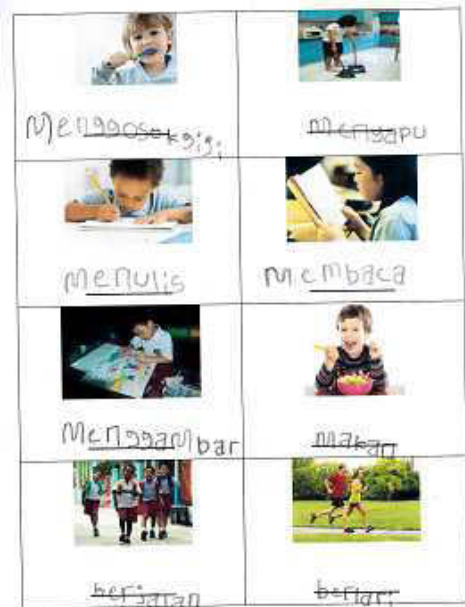 Menggosokgigi
menyapu
Menulis
Membaca
Menggambar
makan
berjalan
berlari